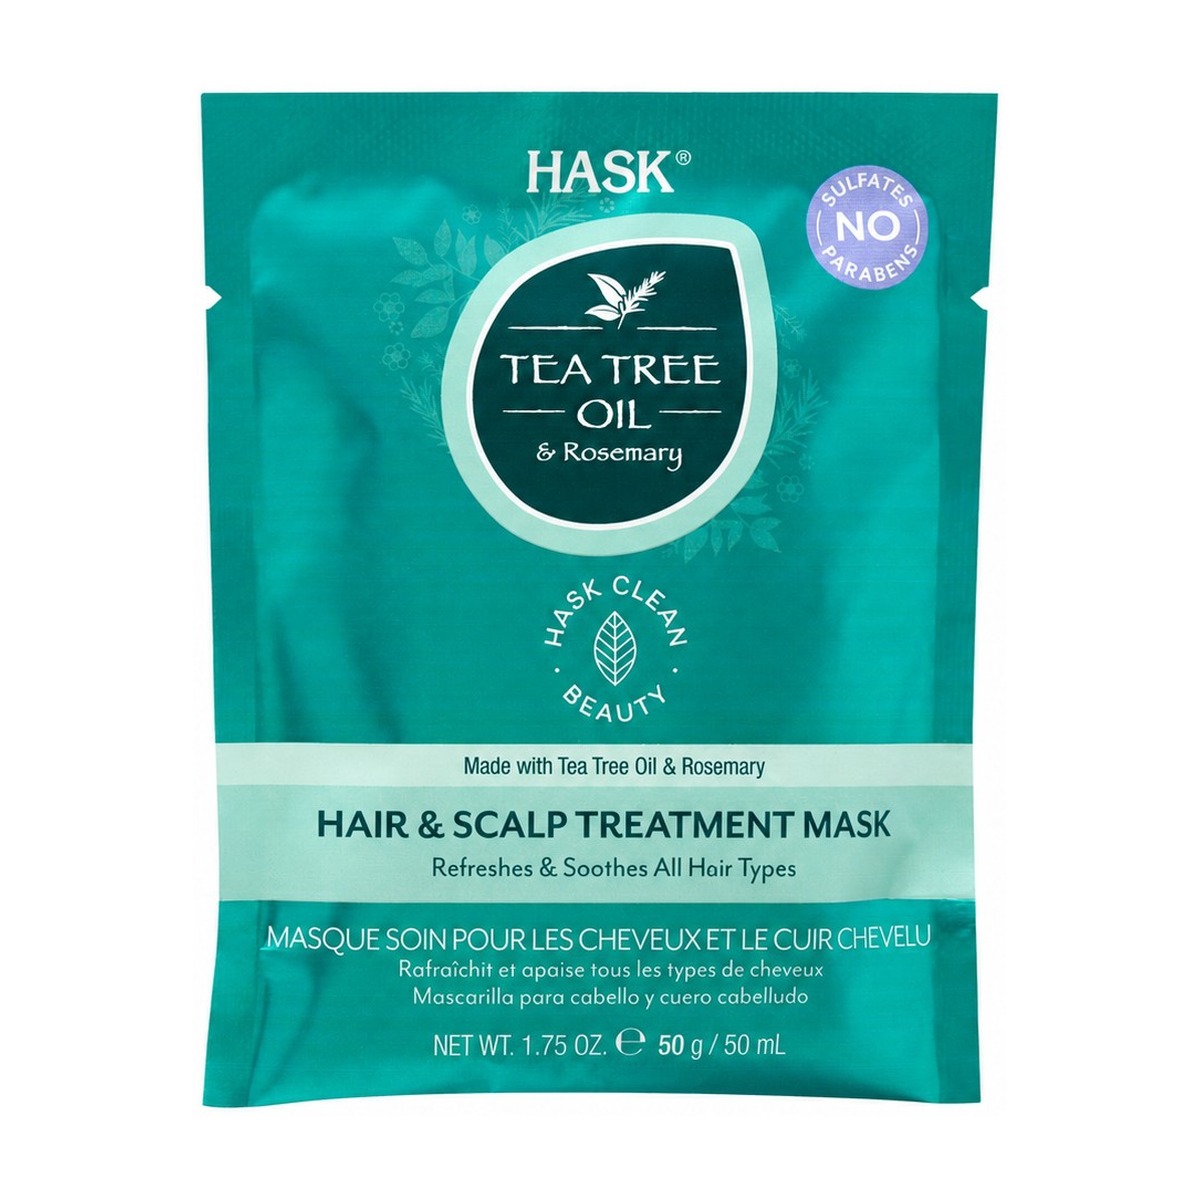 HASK®
SULFATES
NO
PARABENS
TEA TREE
OIL
& Rosemary
HASK CLEAN
· BEAUTY ·
Made with Tea Tree Oil & Rosemary
HAIR & SCALP TREATMENT MASK
Refreshes & Soothes All Hair Types
MASQUE SOIN POUR LES CHEVEUX ET LE CUIR CHEVELU
Rafraîchit et apaise tous les types de cheveux
Mascarilla para cabello y cuero cabelludo
NET WT. 1.75 OZ. ℮ 50 g / 50 mL